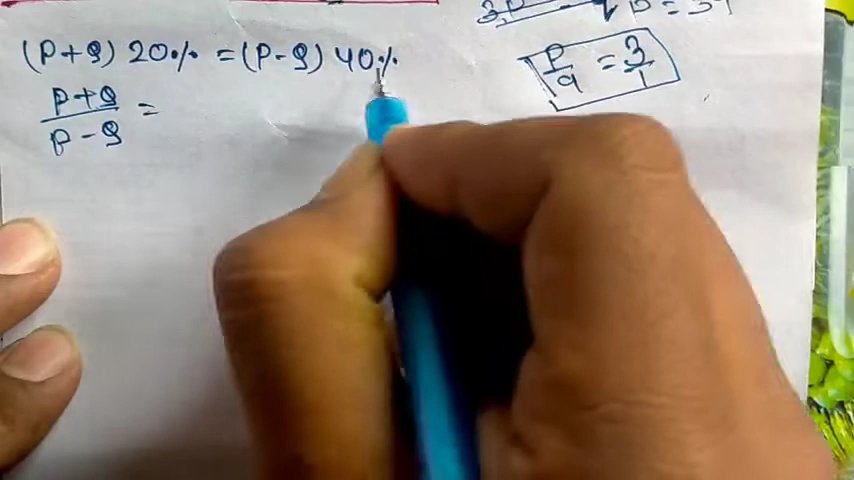 (P+Q) 20% = (P-Q) 40%
P+Q / P-Q =
P/q = 3/1